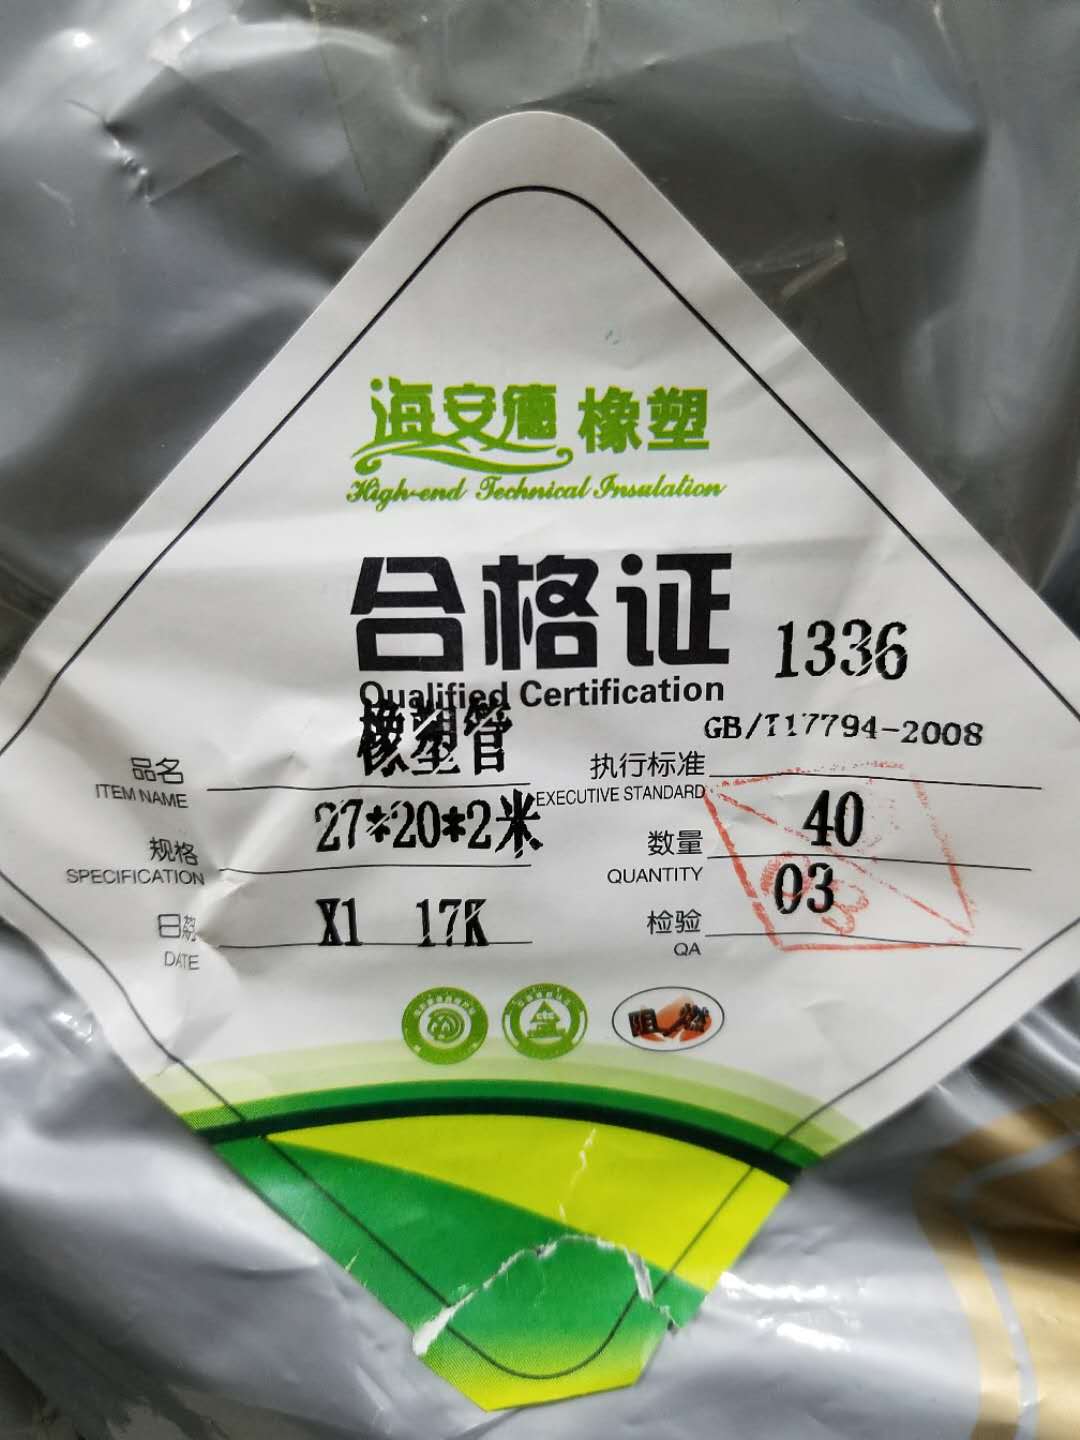 海安德 橡塑
High-end Technical Insulation
合格证
1336
Qualified Certification
橡塑管
GB/T17794-2008
品名
ITEM NAME
执行标准
EXECUTIVE STANDARD
27*20*2米
40
规格
SPECIFICATION
数量
QUANTITY
X1 17K
03
日期
DATE
检验
QA
ctc
阻燃